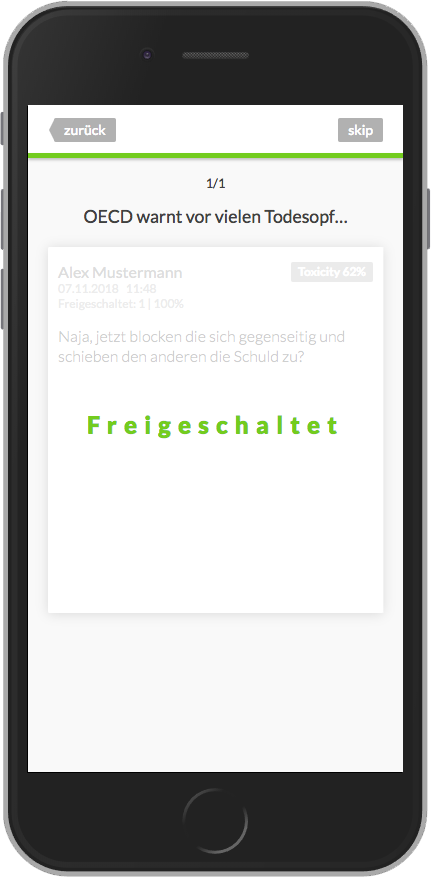 zurück skip
1/1
OECD warnt vor vielen Todesopf...
Alex Mustermann Toxicity 62%
07.11.2018 11:48
Freigeschaltet: 1 | 100%
Naja, jetzt blocken die sich gegenseitig und
schieben den anderen die Schuld zu?
Freigeschaltet